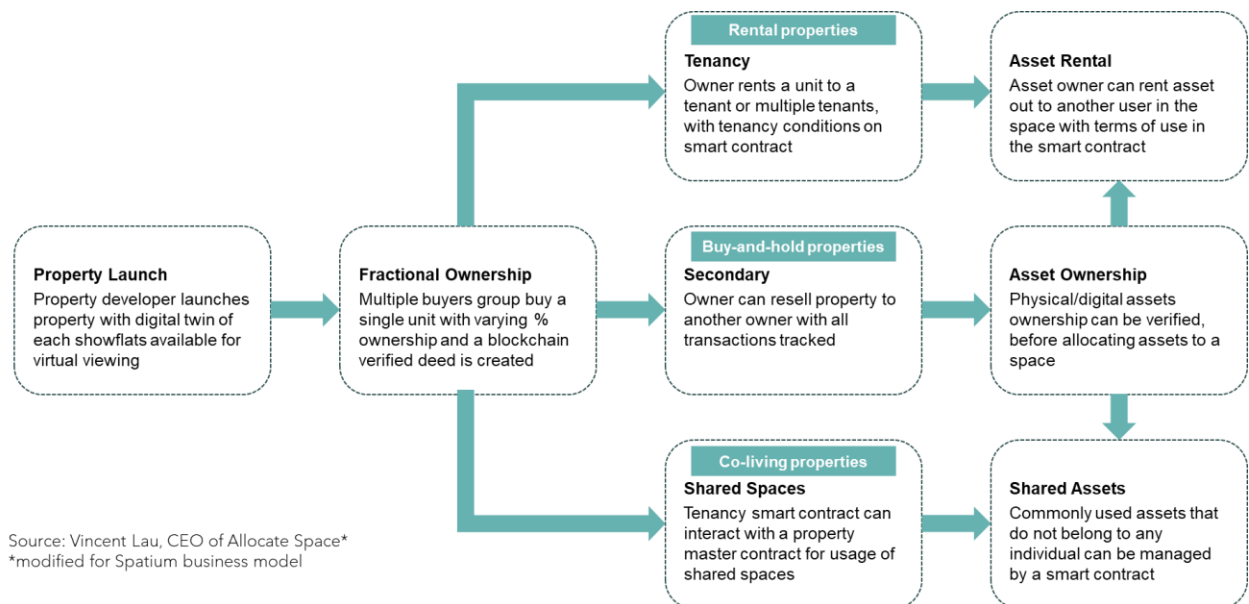 Rental properties
Tenancy
Owner rents a unit to a
tenant or multiple tenants,
with tenancy conditions on
smart contract
Asset Rental
Asset owner can rent asset
out to another user in the
space with terms of use in
the smart contract
Property Launch
Property developer launches
property with digital twin of
each showflats available for
virtual viewing
Fractional Ownership
Multiple buyers group buy a
single unit with varying %
ownership and a blockchain
verified deed is created
Buy-and-hold properties
Secondary
Owner can resell property to
another owner with all
transactions tracked
Asset Ownership
Physical/digital assets
ownership can be verified,
before allocating assets to a
space
Co-living properties
Shared Spaces
Tenancy smart contract can
interact with a property
master contract for usage of
shared spaces
Shared Assets
Commonly used assets that
do not belong to any
individual can be managed
by a smart contract
Source: Vincent Lau, CEO of Allocate Space*
*modified for Spatium business model